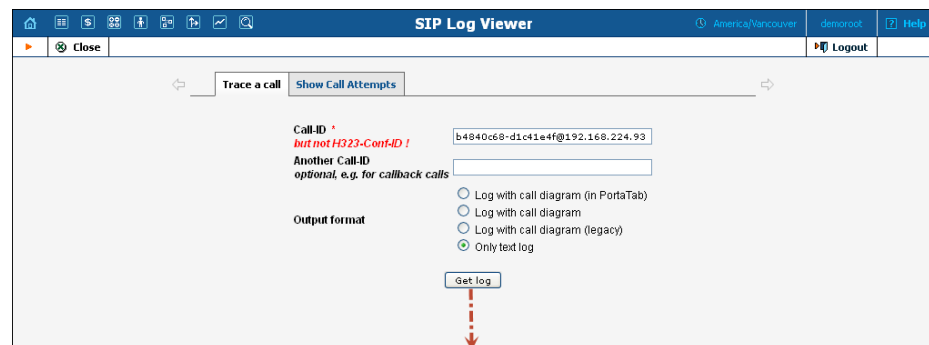 SIP Log Viewer
America/Vancouver
demoroot
[?] Help
Close
Logout
Trace a call
Show Call Attempts
Call-ID *
but not H323-Conf-ID !
b4840c68-d1c41e4f@192.168.224.93
Another Call-ID
optional, e.g. for callback calls
Output format
Log with call diagram (in PortaTab)
Log with call diagram
Log with call diagram (legacy)
Only text log
Get log